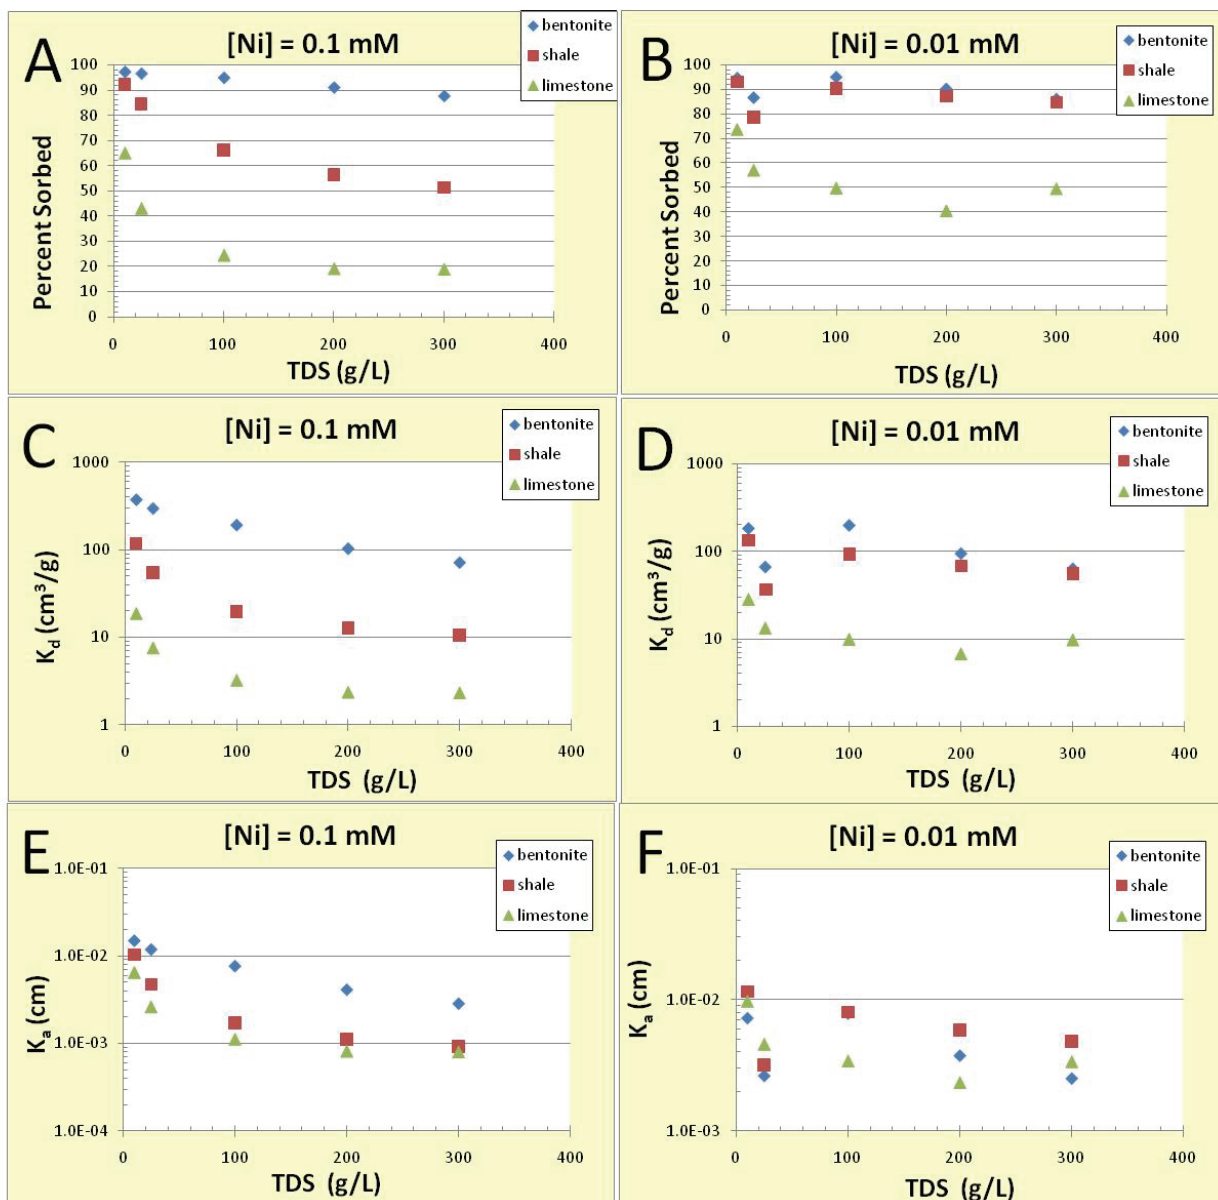 A
[Ni] = 0.1 mM
bentonite
shale
limestone
100
90
80
70
60
50
40
30
20
10
0
Percent Sorbed
0 100 200 300 400
TDS (g/L)
B
[Ni] = 0.01 mM
bentonite
shale
limestone
100
90
80
70
60
50
40
30
20
10
0
Percent Sorbed
0 100 200 300 400
TDS (g/L)
C
[Ni] = 0.1 mM
bentonite
shale
limestone
1000
100
10
1
Kd (cm³/g)
0 100 200 300 400
TDS (g/L)
D
[Ni] = 0.01 mM
bentonite
shale
limestone
1000
100
10
1
Kd (cm³/g)
0 100 200 300 400
TDS (g/L)
E
[Ni] = 0.1 mM
bentonite
shale
limestone
1.0E-01
1.0E-02
1.0E-03
1.0E-04
Ka (cm)
0 100 200 300 400
TDS (g/L)
F
[Ni] = 0.01 mM
bentonite
shale
limestone
1.0E-01
1.0E-02
1.0E-03
Ka (cm)
0 100 200 300 400
TDS (g/L)